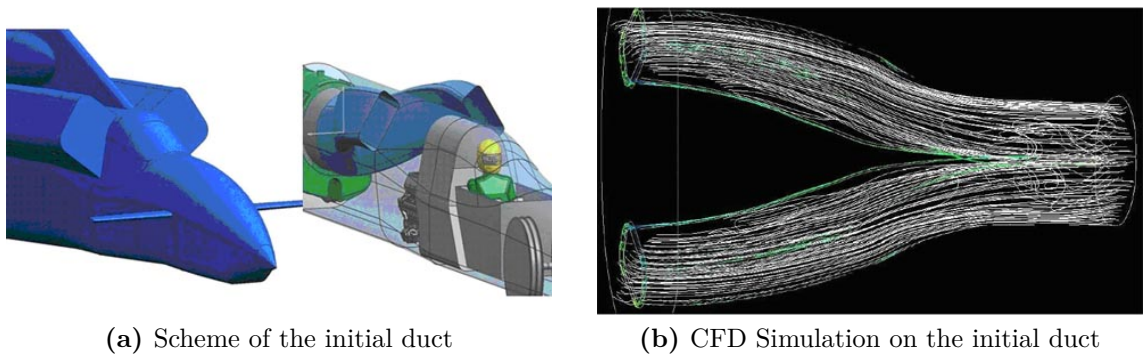 (a) Scheme of the initial duct
(b) CFD Simulation on the initial duct